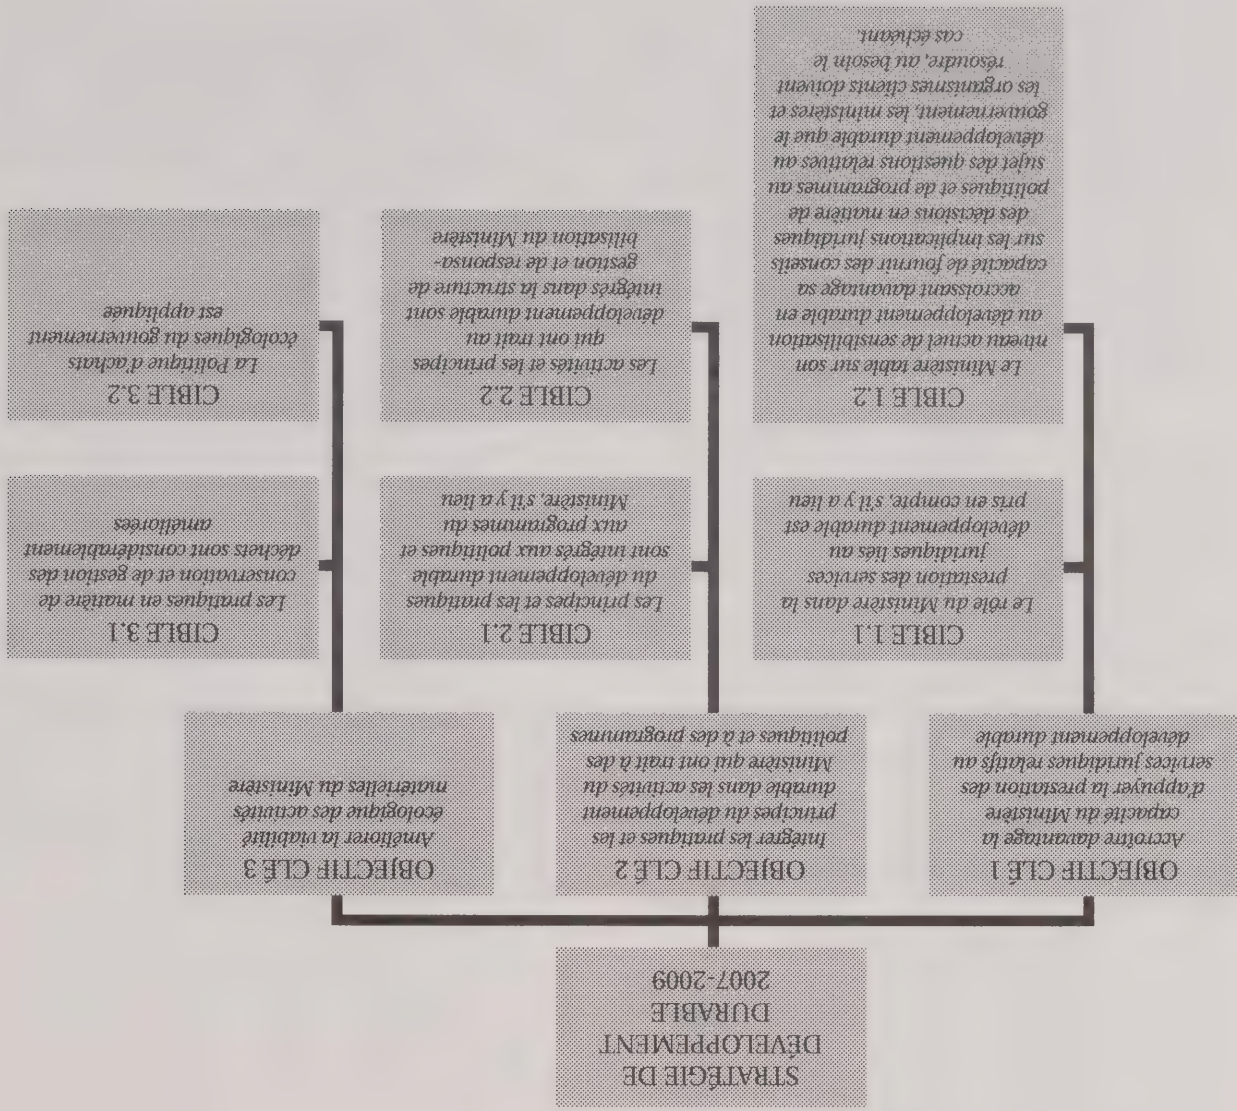 STRATÉGIE DE
DÉVELOPPEMENT
DURABLE
2007-2009
OBJECTIF CLÉ 1
Accroître davantage la
capacité du Ministère
d'appuyer la prestation des
services juridiques relatifs au
développement durable
OBJECTIF CLÉ 2
Intégrer les pratiques et les
principes du développement
durable dans les activités du
Ministère qui ont trait à des
politiques et à des programmes
OBJECTIF CLÉ 3
Améliorer la viabilité
écologique des activités
matérielles du Ministère
CIBLE 1.1
Le rôle du Ministère dans la
prestation des services
juridiques liés au
développement durable est
pris en compte, s'il y a lieu
CIBLE 2.1
Les principes et les pratiques
du développement durable
sont intégrés aux politiques et
aux programmes du
Ministère, s'il y a lieu
CIBLE 3.1
Les pratiques en matière de
conservation et de gestion des
déchets sont considérablement
améliorées
CIBLE 1.2
Le Ministère table sur son
niveau actuel de sensibilisation
au développement durable en
accroissant davantage sa
capacité de fournir des conseils
sur les implications juridiques
des décisions en matière de
politiques et de programmes au
sujet des questions relatives au
développement durable que le
gouvernement, les ministères et
les organismes clients doivent
résoudre, au besoin le
cas échéant.
CIBLE 2.2
Les activités et les principes
qui ont trait au
développement durable sont
intégrés dans la structure de
gestion et de responsa-
bilisation du Ministère
CIBLE 3.2
La Politique d'achats
écologiques du gouvernement
est appliquée